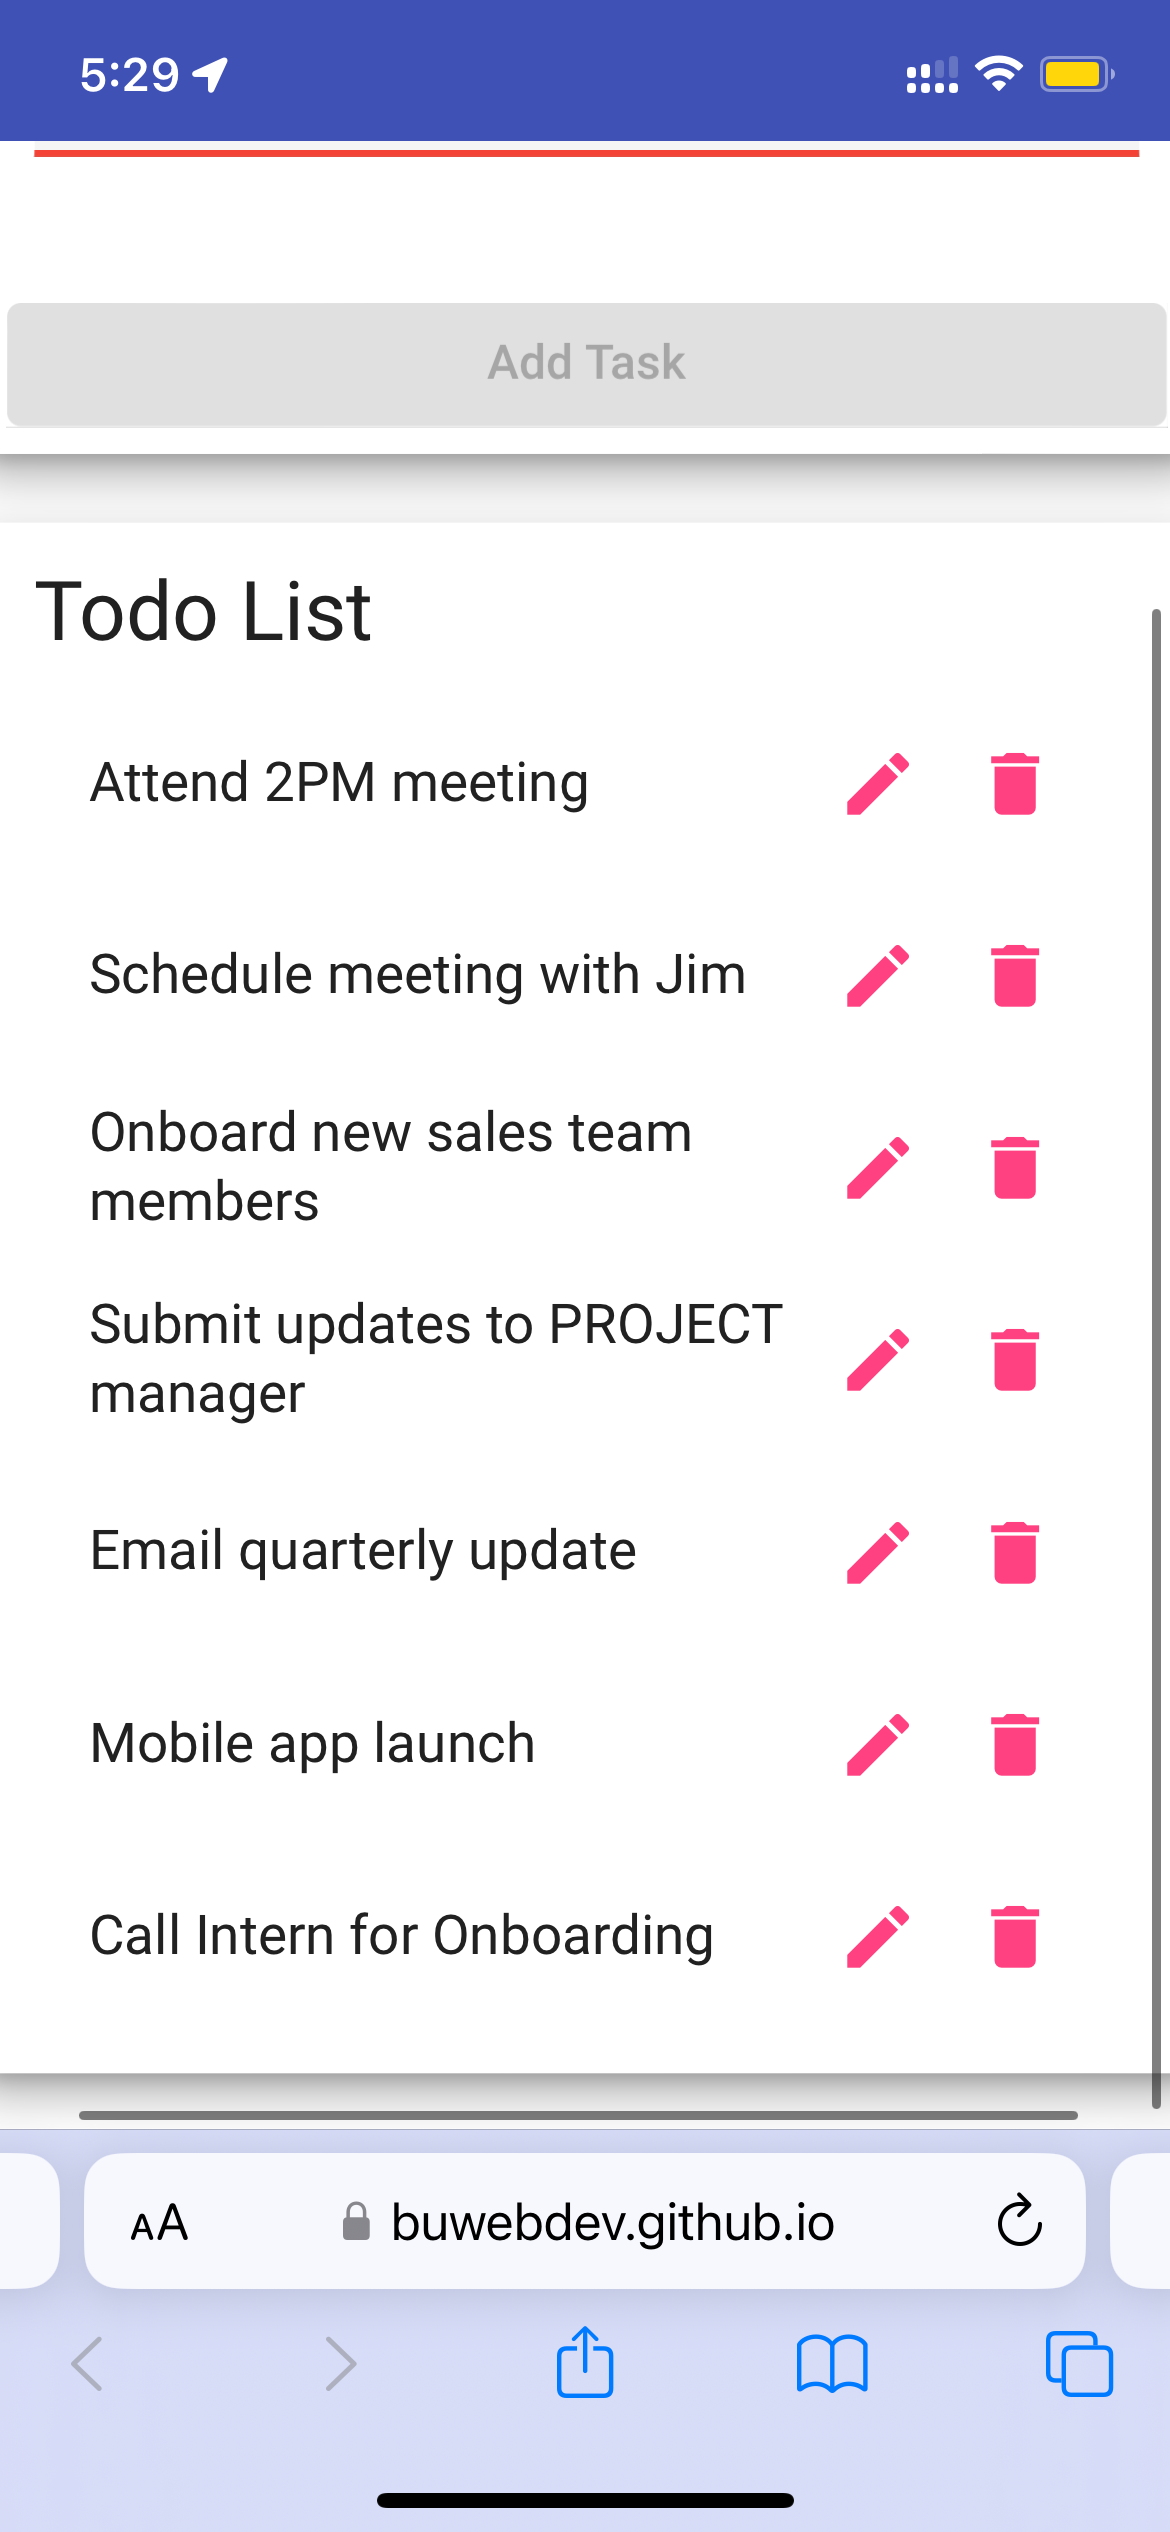 5:29
Add Task
Todo List
Attend 2PM meeting
Schedule meeting with Jim
Onboard new sales team
members
Submit updates to PROJECT
manager
Email quarterly update
Mobile app launch
Call Intern for Onboarding
AA buwebdev.github.io